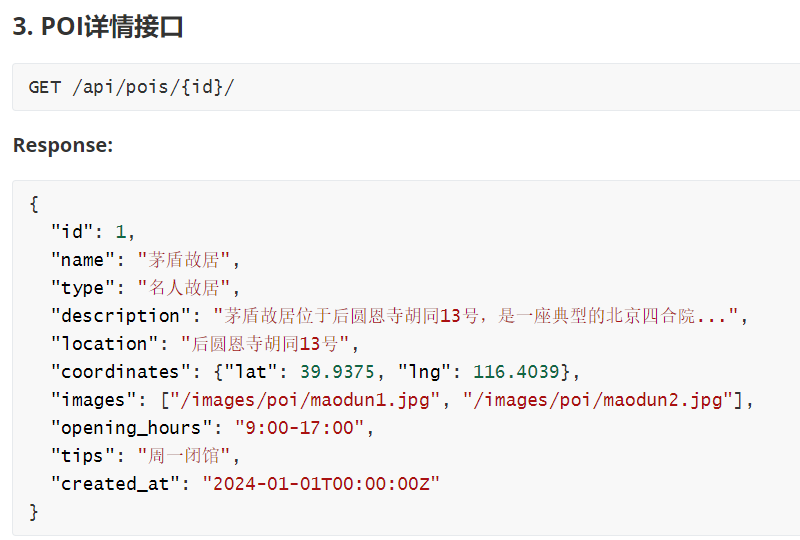 3. POI详情接口
GET /api/pois/{id}/
Response:
{
  "id": 1,
  "name": "茅盾故居",
  "type": "名人故居",
  "description": "茅盾故居位于后圆恩寺胡同13号，是一座典型的北京四合院...",
  "location": "后圆恩寺胡同13号",
  "coordinates": {"lat": 39.9375, "lng": 116.4039},
  "images": ["/images/poi/maodun1.jpg", "/images/poi/maodun2.jpg"],
  "opening_hours": "9:00-17:00",
  "tips": "周一闭馆",
  "created_at": "2024-01-01T00:00:00Z"
}